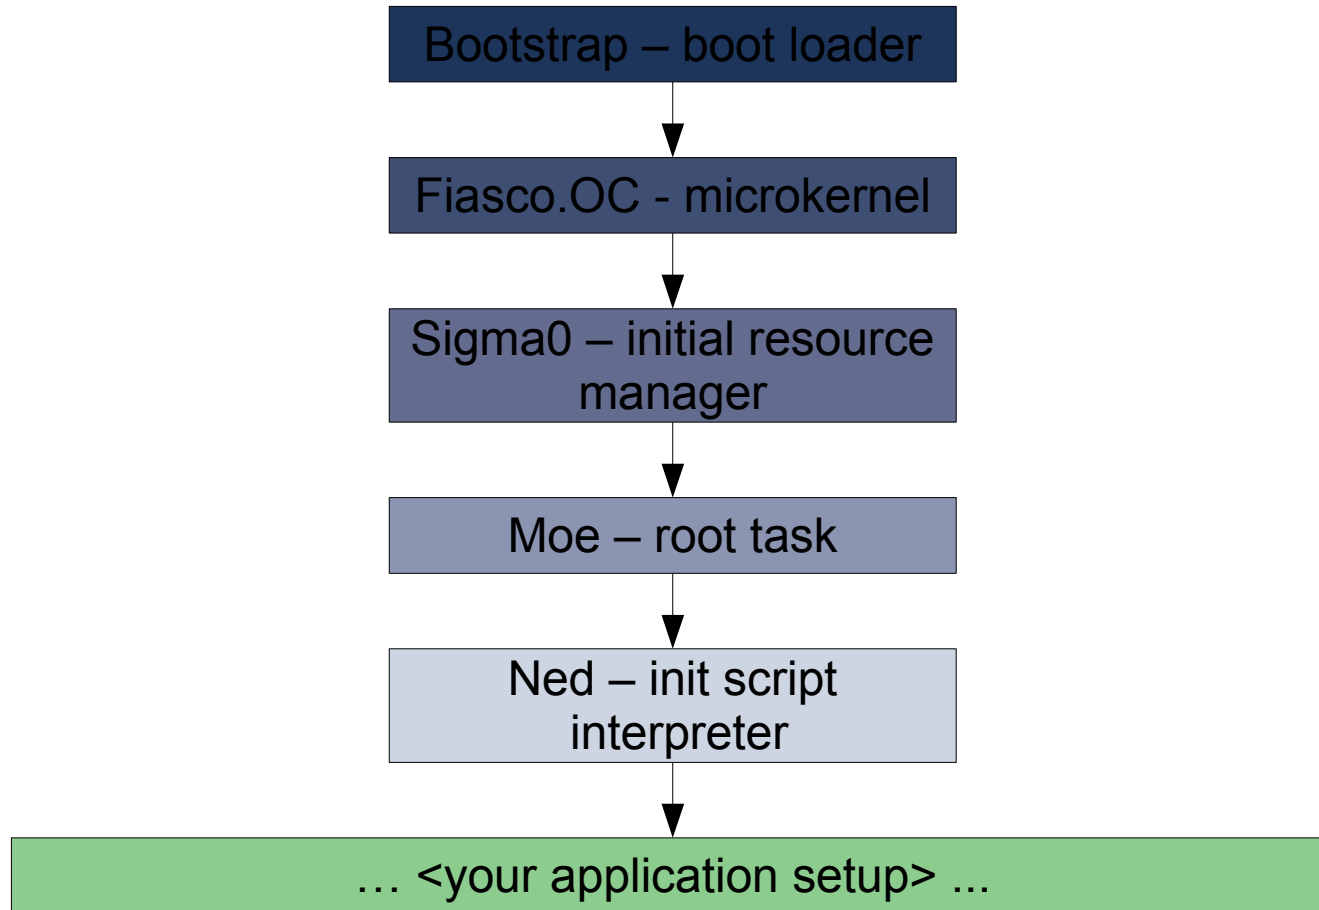 Bootstrap – boot loader
Fiasco.OC - microkernel
Sigma0 – initial resource
manager
Moe – root task
Ned – init script
interpreter
… <your application setup> ...